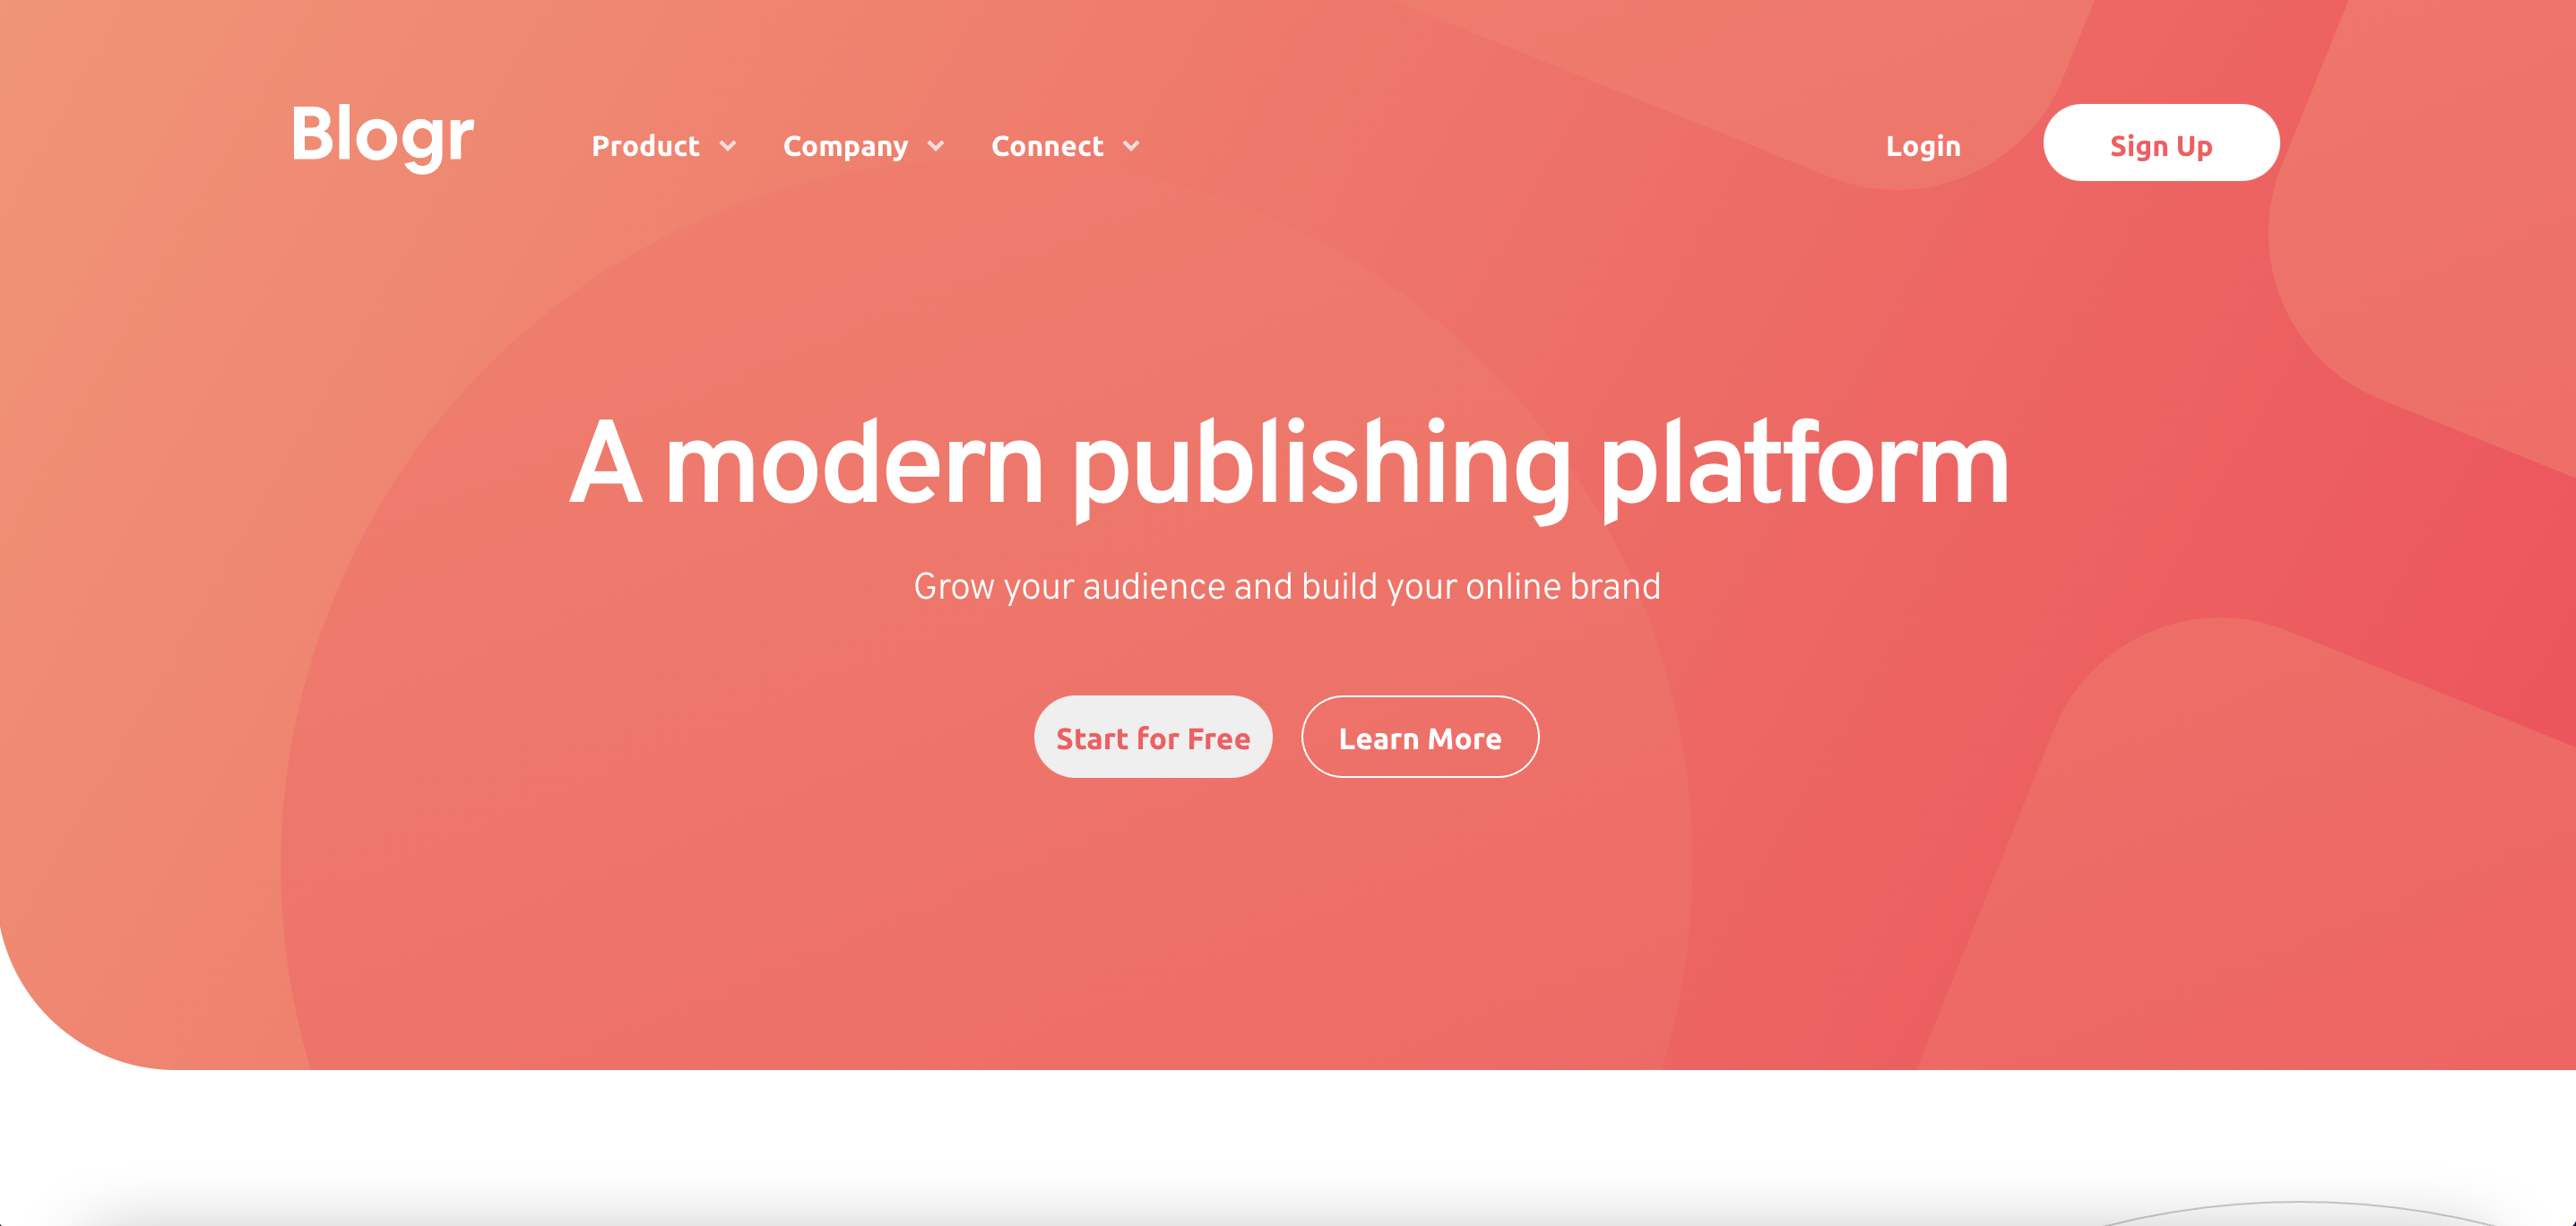 Blogr
Product Company Connect Login Sign Up
A modern publishing platform
Grow your audience and build your online brand
Start for Free Learn More